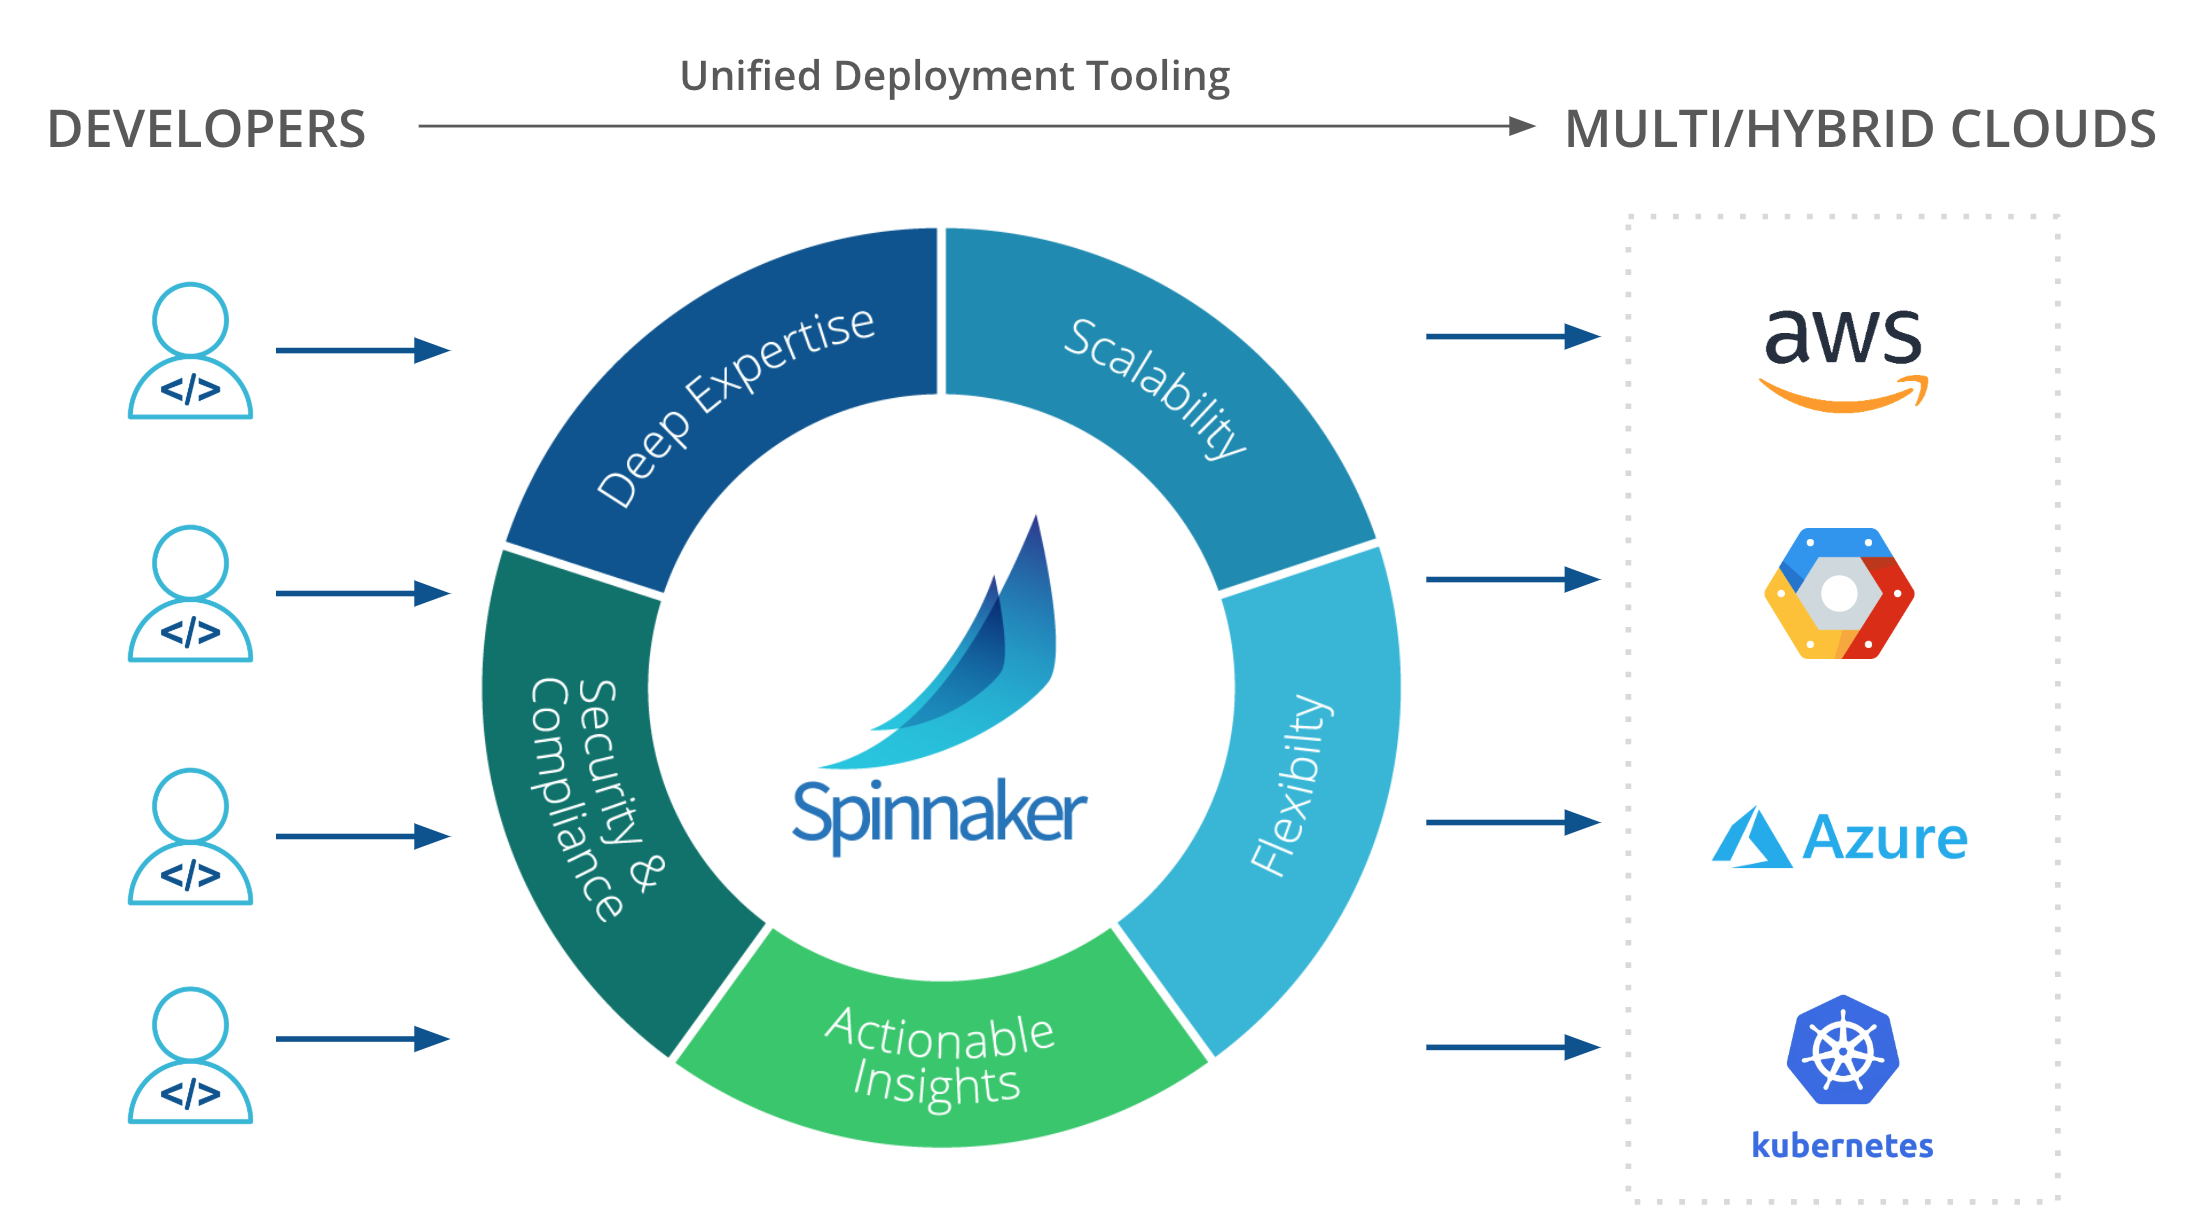 Unified Deployment Tooling
DEVELOPERS
MULTI/HYBRID CLOUDS
</>
</>
</>
</>
Deep Expertise
Scalability
Security &
Compliance
Flexibilty
Actionable
Insights
Spinnaker
aws
Azure
kubernetes